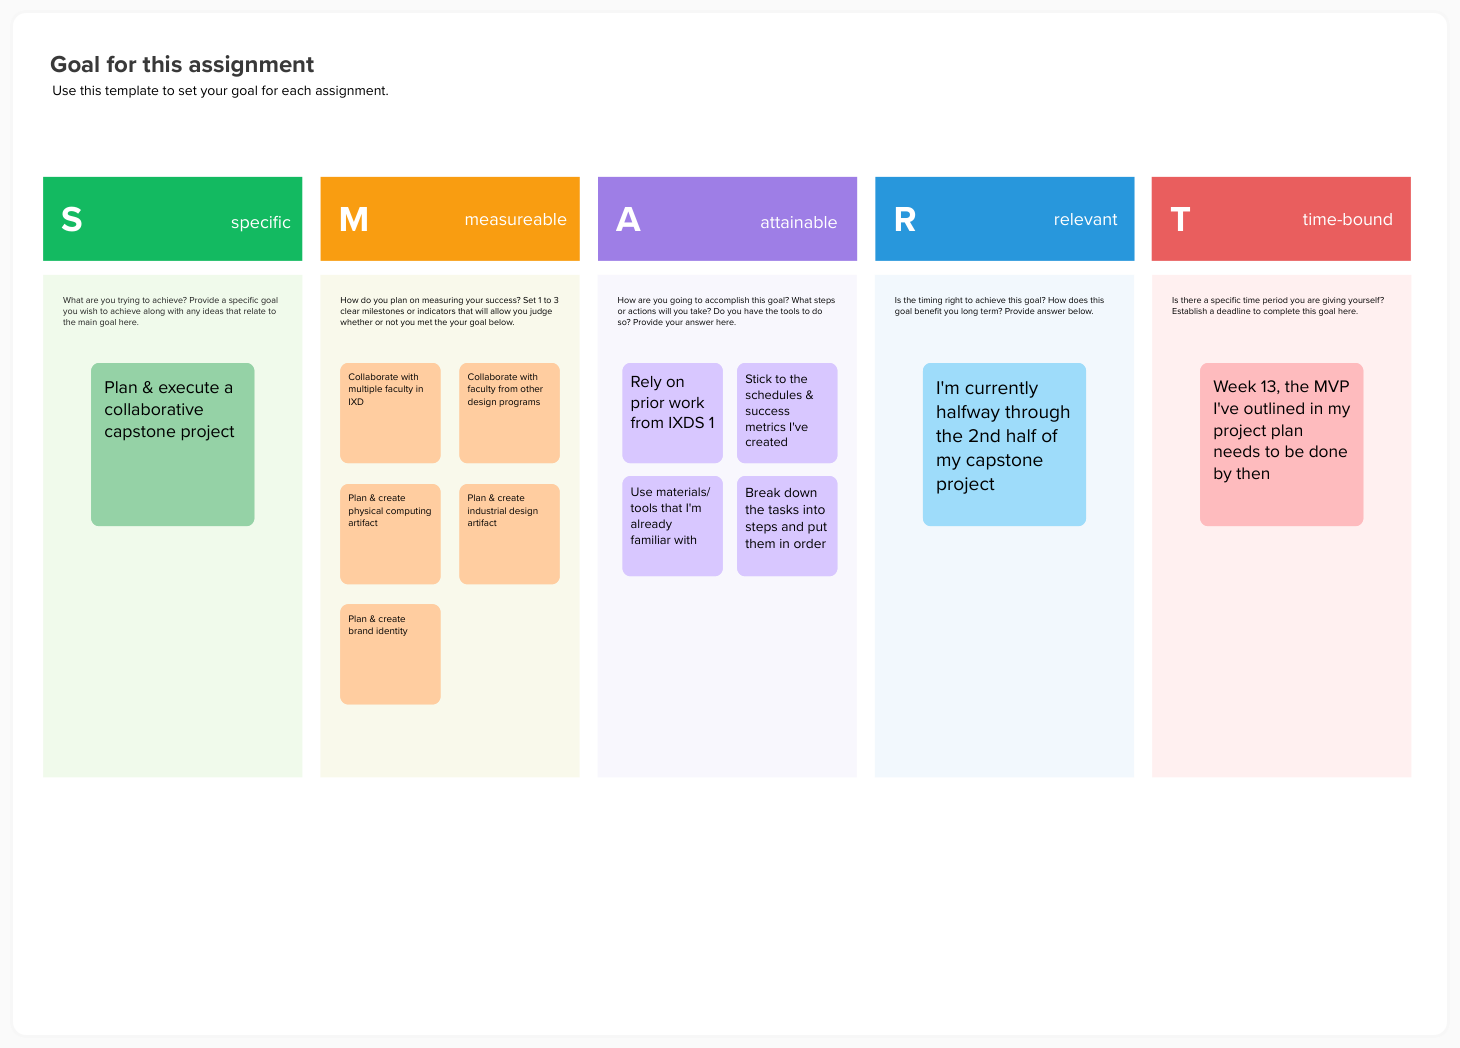 Goal for this assignment
Use this template to set your goal for each assignment.
S
specific
What are you trying to achieve? Provide a specific goal
you wish to achieve along with any ideas that relate to
the main goal here.
Plan & execute a
collaborative
capstone project
M
measureable
How do you plan on measuring your success? Set 1 to 3
clear milestones or indicators that will allow you judge
whether or not you met the your goal below.
Collaborate with
multiple faculty in
IXD
Collaborate with
faculty from other
design programs
Plan & create
physical computing
artifact
Plan & create
industrial design
artifact
Plan & create
brand identity
A
attainable
How are you going to accomplish this goal? What steps
or actions will you take? Do you have the tools to do
so? Provide your answer here.
Rely on
prior work
from IXDS 1
Stick to the
schedules &
success
metrics I've
created
Use materials/
tools that I'm
already
familiar with
Break down
the tasks into
steps and put
them in order
R
relevant
Is the timing right to achieve this goal? How does this
goal benefit you long term? Provide answer below.
I'm currently
halfway through
the 2nd half of
my capstone
project
T
time-bound
Is there a specific time period you are giving yourself?
Establish a deadline to complete this goal here.
Week 13, the MVP
I've outlined in my
project plan
needs to be done
by then